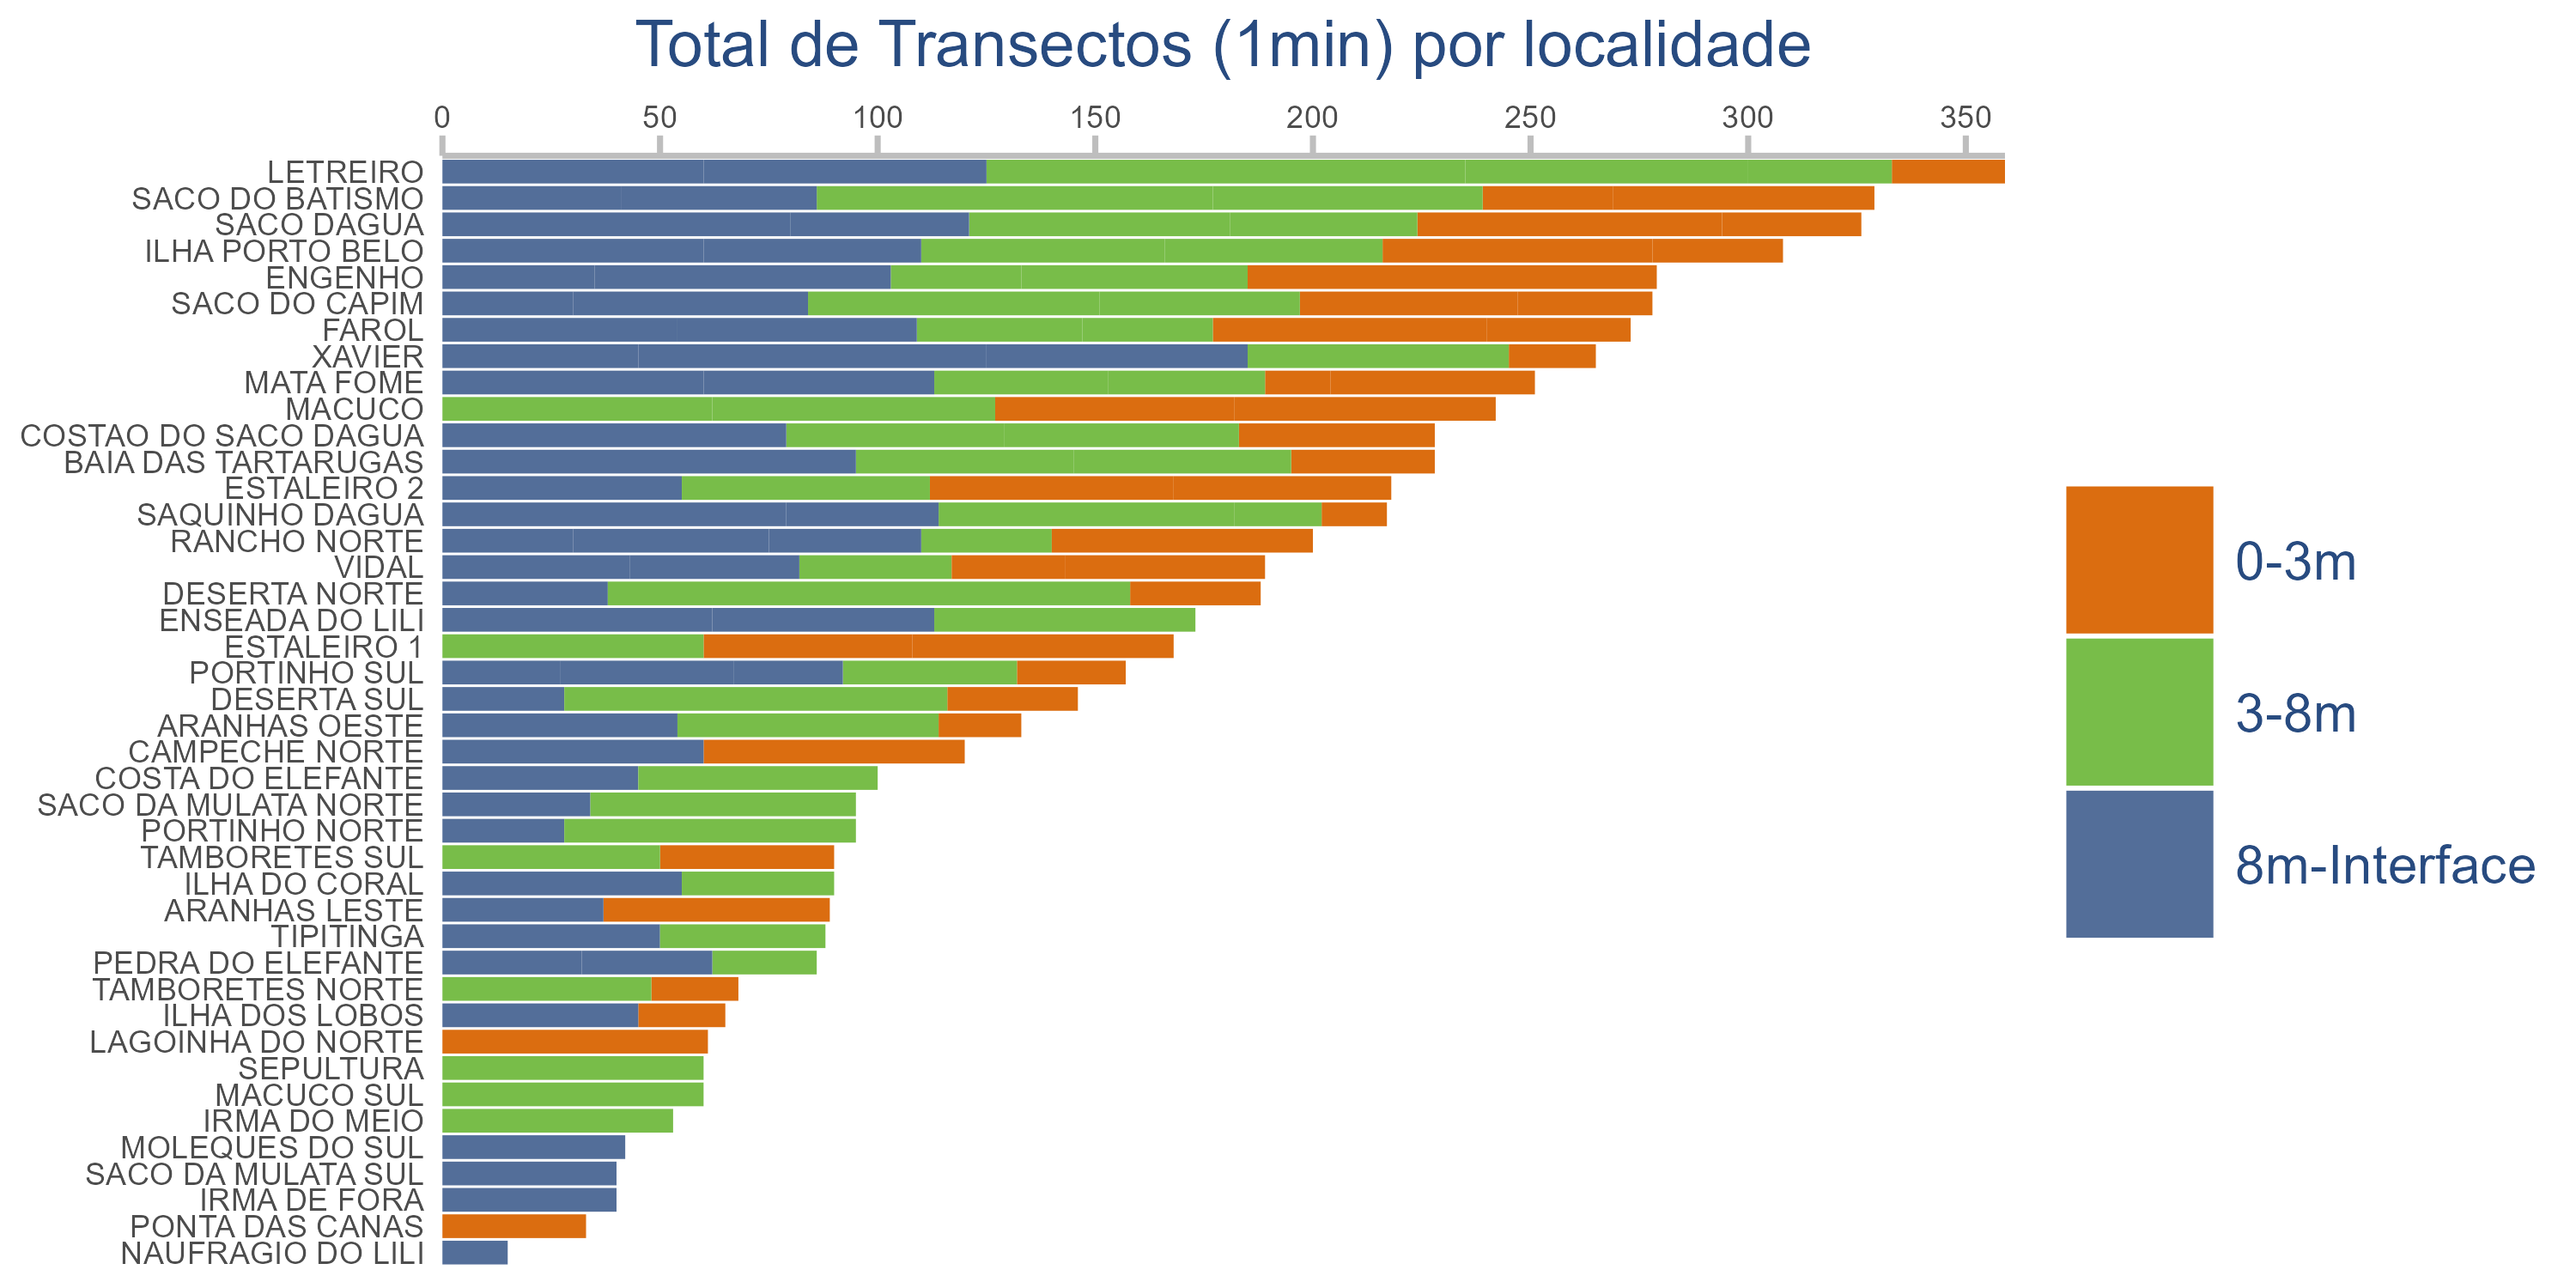 Total de Transectos (1min) por localidade
0 50 100 150 200 250 300 350
LETREIRO
SACO DO BATISMO
SACO DAGUA
ILHA PORTO BELO
ENGENHO
SACO DO CAPIM
FAROL
XAVIER
MATA FOME
MACUCO
COSTAO DO SACO DAGUA
BAIA DAS TARTARUGAS
ESTALEIRO 2
SAQUINHO DAGUA
RANCHO NORTE
VIDAL
DESERTA NORTE
ENSEADA DO LILI
ESTALEIRO 1
PORTINHO SUL
DESERTA SUL
ARANHAS OESTE
CAMPECHE NORTE
COSTA DO ELEFANTE
SACO DA MULATA NORTE
PORTINHO NORTE
TAMBORETES SUL
ILHA DO CORAL
ARANHAS LESTE
TIPITINGA
PEDRA DO ELEFANTE
TAMBORETES NORTE
ILHA DOS LOBOS
LAGOINHA DO NORTE
SEPULTURA
MACUCO SUL
IRMA DO MEIO
MOLEQUES DO SUL
SACO DA MULATA SUL
IRMA DE FORA
PONTA DAS CANAS
NAUFRAGIO DO LILI
0-3m
3-8m
8m-Interface